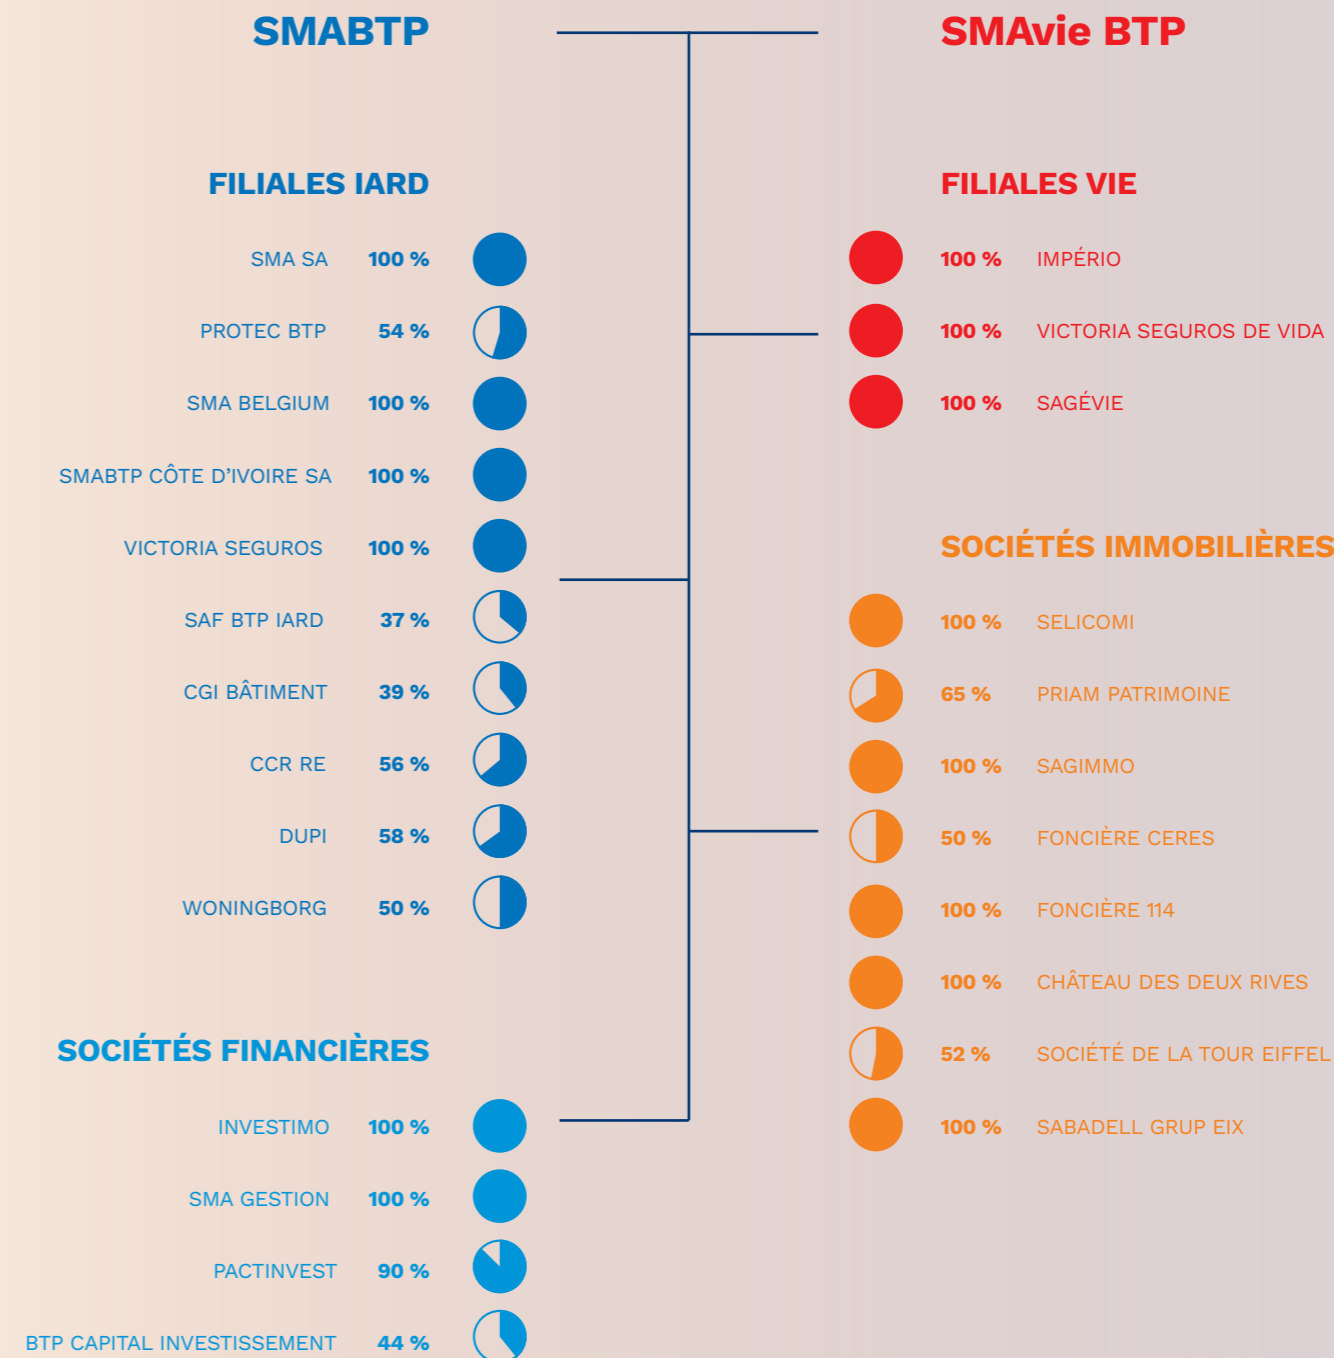 SMABTP
SMAvie BTP
FILIALES IARD
SMA SA 100 %
PROTEC BTP 54 %
SMA BELGIUM 100 %
SMABTP CÔTE D’IVOIRE SA 100 %
VICTORIA SEGUROS 100 %
SAF BTP IARD 37 %
CGI BÂTIMENT 39 %
CCR RE 56 %
DUPI 58 %
WONINGBORG 50 %
SOCIÉTÉS FINANCIÈRES
INVESTIMO 100 %
SMA GESTION 100 %
PACTINVEST 90 %
BTP CAPITAL INVESTISSEMENT 44 %
FILIALES VIE
100 % IMPÉRIO
100 % VICTORIA SEGUROS DE VIDA
100 % SAGÉVIE
SOCIÉTÉS IMMOBILIÈRES
100 % SELICOMI
65 % PRIAM PATRIMOINE
100 % SAGIMMO
50 % FONCIÈRE CERES
100 % FONCIÈRE 114
100 % CHÂTEAU DES DEUX RIVES
52 % SOCIÉTÉ DE LA TOUR EIFFEL
100 % SABADELL GRUP EIX